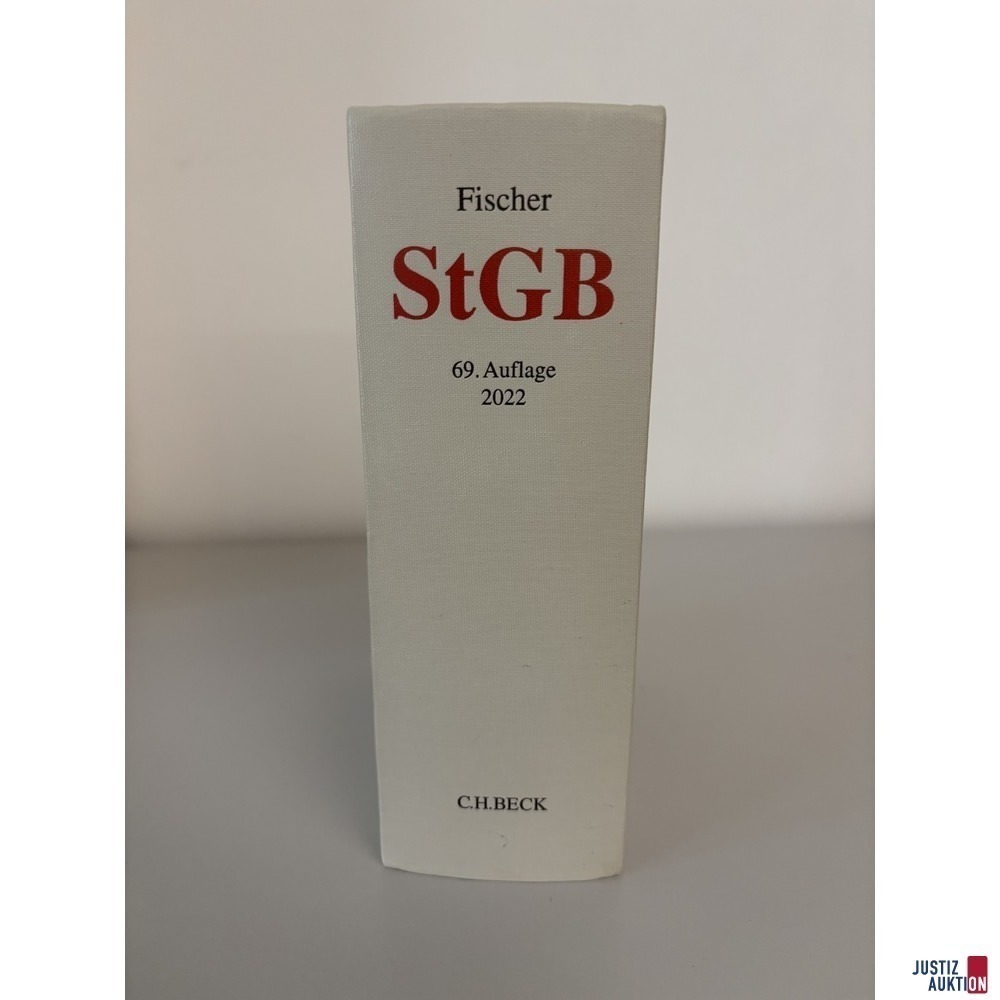 Fischer
StGB
69. Auflage
2022
C.H.BECK
JUSTIZ
AUKTION